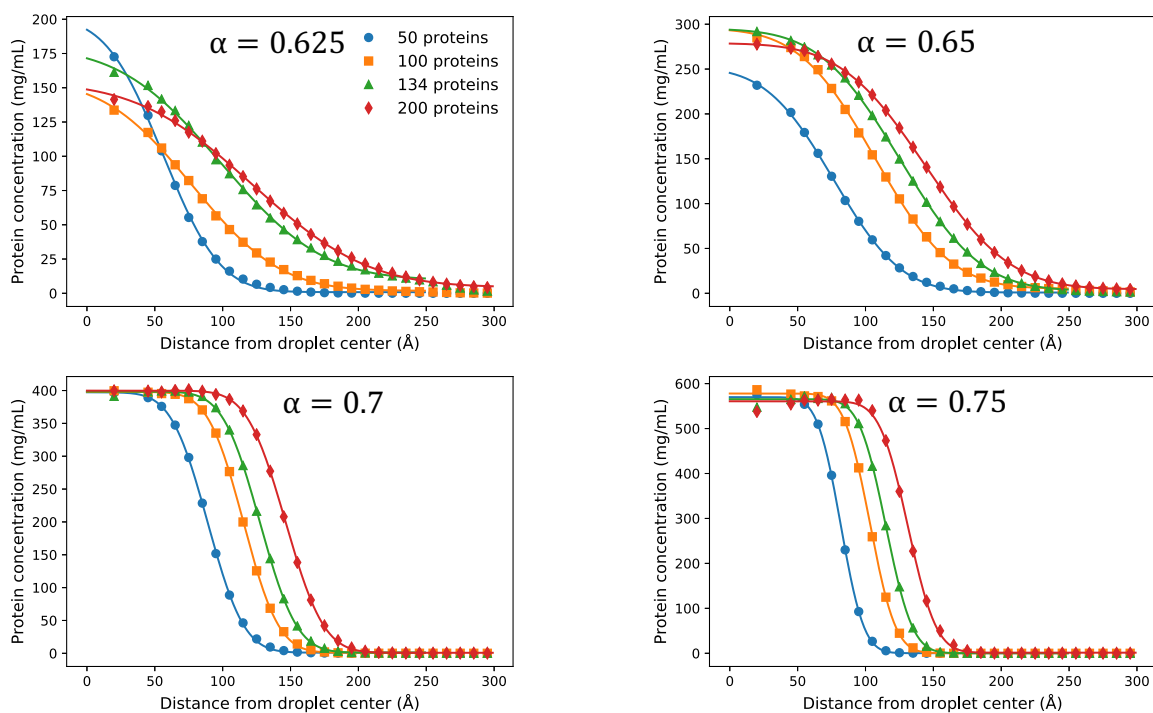 α = 0.625
50 proteins
100 proteins
134 proteins
200 proteins
Protein concentration (mg/mL)
200
175
150
125
100
75
50
25
0
0 50 100 150 200 250 300
Distance from droplet center (Å)
α = 0.65
Protein concentration (mg/mL)
300
250
200
150
100
50
0
0 50 100 150 200 250 300
Distance from droplet center (Å)
α = 0.7
Protein concentration (mg/mL)
400
350
300
250
200
150
100
50
0
0 50 100 150 200 250 300
Distance from droplet center (Å)
α = 0.75
Protein concentration (mg/mL)
600
500
400
300
200
100
0
0 50 100 150 200 250 300
Distance from droplet center (Å)